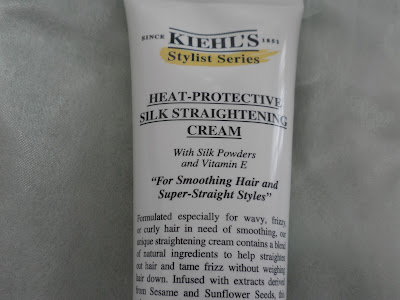 SINCE KIEHL'S 1851
Stylist Series
HEAT-PROTECTIVE
SILK STRAIGHTENING
CREAM
With Silk Powders
and Vitamin E
"For Smoothing Hair and
Super-Straight Styles"
Formulated especially for wavy, frizzy
or curly hair in need of smoothing, our
unique straightening cream contains a blend
of natural ingredients to help straighten
out hair and tame frizz without weighing
hair down. Infused with extracts derived
from Sesame and Sunflower Seeds, this